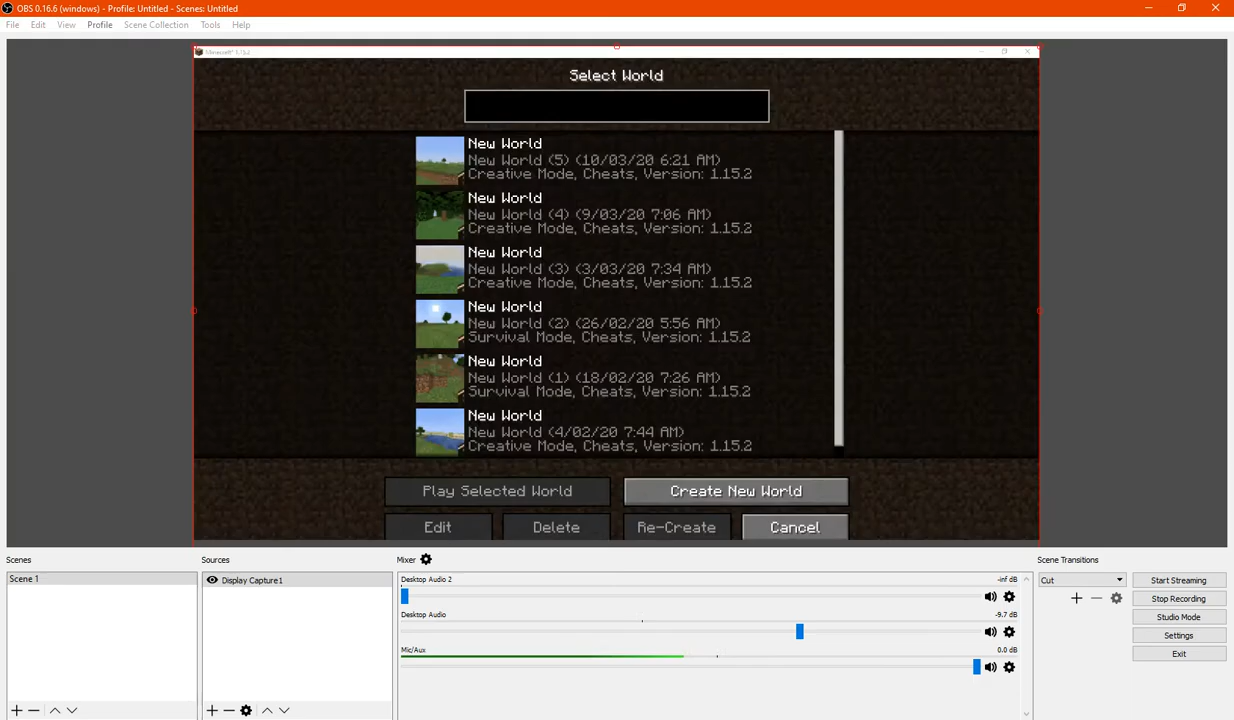 OBS 0.16.6 (windows) - Profile: Untitled - Scenes: Untitled
File Edit View Profile Scene Collection Tools Help
Minecraft* 1.15.2
Select World
New World
New World (5) (10/03/20 6:21 AM)
Creative Mode, Cheats, Version: 1.15.2
New World
New World (4) (9/03/20 7:06 AM)
Creative Mode, Cheats, Version: 1.15.2
New World
New World (3) (3/03/20 7:34 AM)
Creative Mode, Cheats, Version: 1.15.2
New World
New World (2) (26/02/20 5:56 AM)
Survival Mode, Cheats, Version: 1.15.2
New World
New World (1) (18/02/20 7:26 AM)
Survival Mode, Cheats, Version: 1.15.2
New World
New World (4/02/20 7:44 AM)
Creative Mode, Cheats, Version: 1.15.2
Play Selected World Create New World
Edit Delete Re-Create Cancel
Scenes
Scene 1
Sources
Display Capture1
Mixer
Desktop Audio 2 -inf dB
Desktop Audio -9.7 dB
Mic/Aux 0.0 dB
Scene Transitions
Cut
Start Streaming
Stop Recording
Studio Mode
Settings
Exit